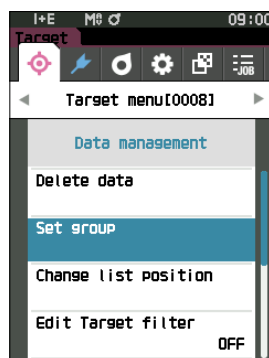 I+E M0 09:00
Target
JOB
Target menu[0008]
Data management
Delete data
Set group
Change list position
Edit Target filter
OFF